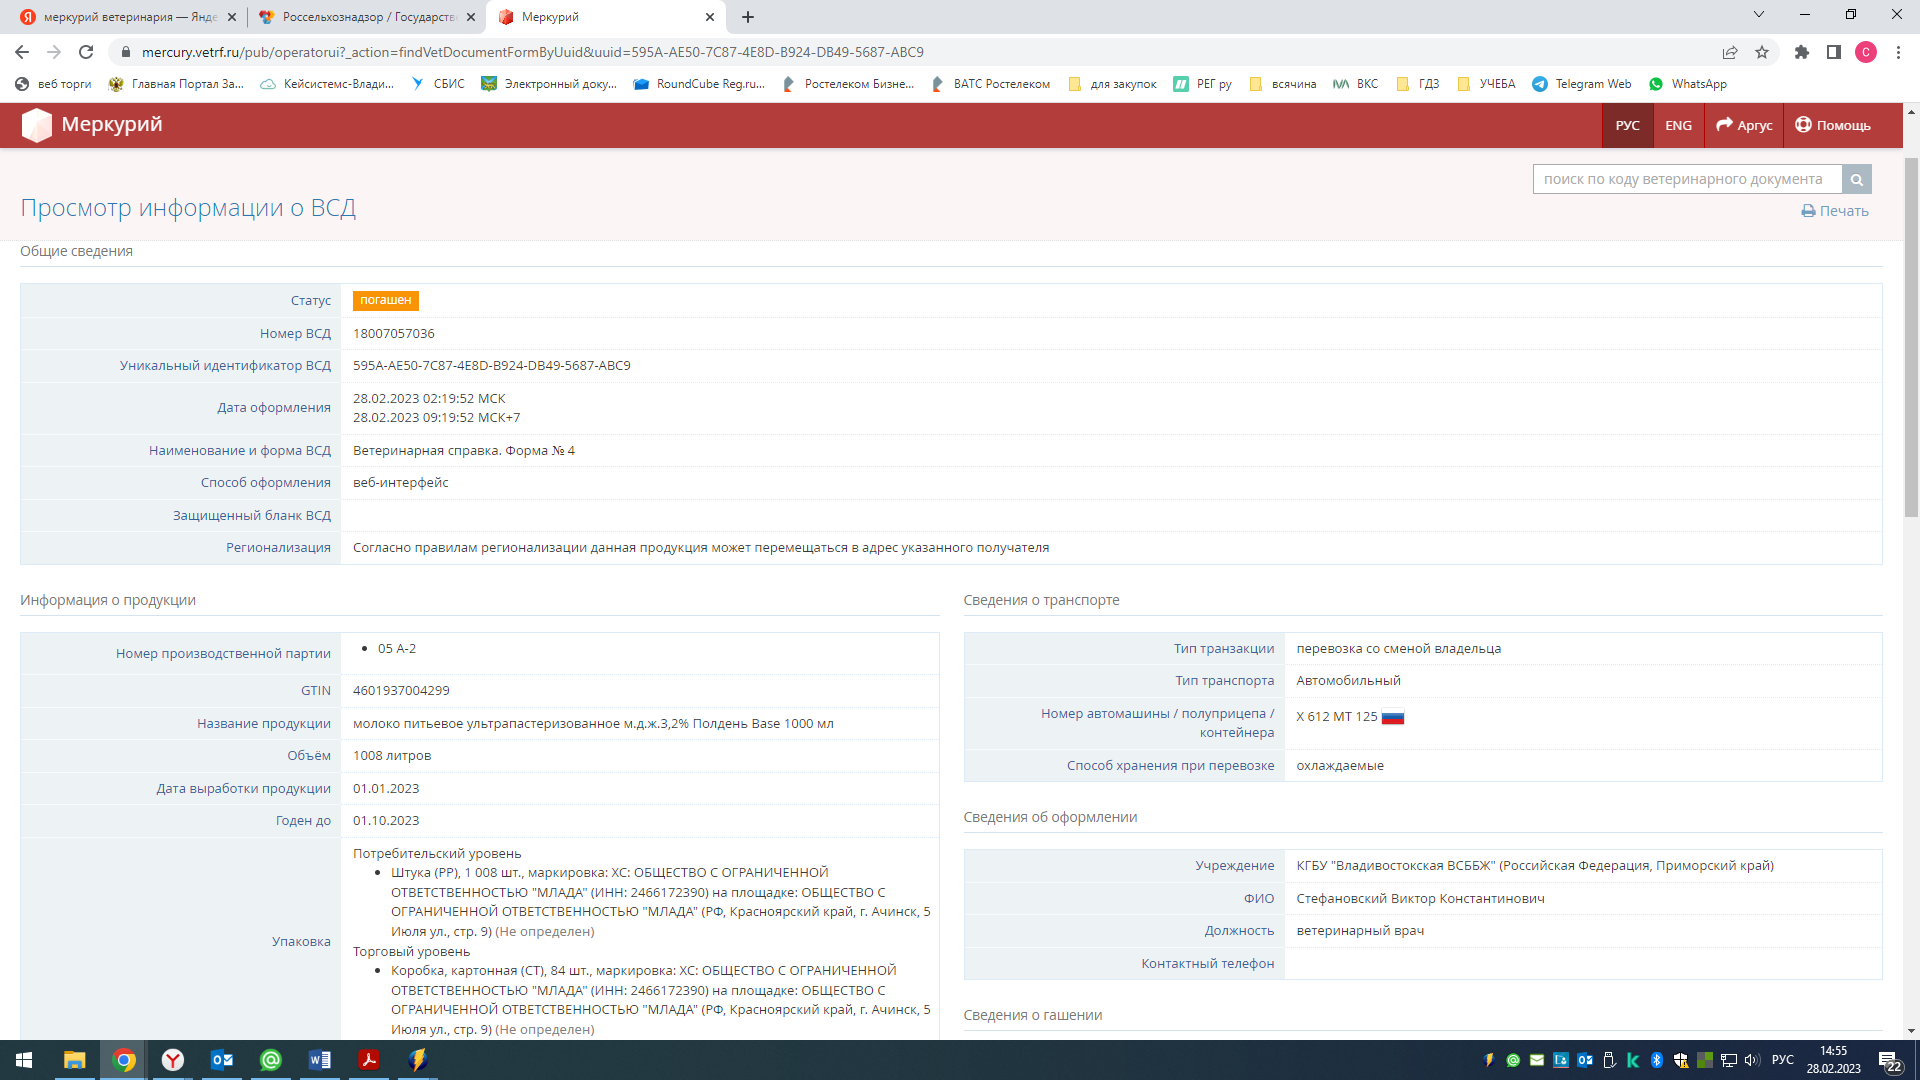 меркурий ветеринария — Янде
Россельхознадзор / Государств
Меркурий
mercury.vetrf.ru/pub/operatorui?_action=findVetDocumentFormByUuid&uuid=595A-AE50-7C87-4E8D-B924-DB49-5687-ABC9
С
веб торги
Главная Портал За...
Кейсистемс-Влади...
СБИС
Электронный доку...
RoundCube Reg.ru...
Ростелеком Бизне...
ВАТС Ростелеком
для закупок
РЕГ ру
всячина
ВКС
ГДЗ
УЧЕБА
Telegram Web
WhatsApp
Меркурий
РУС
ENG
Аргус
Помощь
поиск по коду ветеринарного документа
Просмотр информации о ВСД
Печать
Общие сведения
Статус погашен
Номер ВСД 18007057036
Уникальный идентификатор ВСД 595A-AE50-7C87-4E8D-B924-DB49-5687-ABC9
Дата оформления 28.02.2023 02:19:52 МСК
28.02.2023 09:19:52 МСК+7
Наименование и форма ВСД Ветеринарная справка. Форма № 4
Способ оформления веб-интерфейс
Защищенный бланк ВСД
Регионализация Согласно правилам регионализации данная продукция может перемещаться в адрес указанного получателя
Информация о продукции
Номер производственной партии • 05 А-2
GTIN 4601937004299
Название продукции молоко питьевое ультрапастеризованное м.д.ж.3,2% Полдень Base 1000 мл
Объём 1008 литров
Дата выработки продукции 01.01.2023
Годен до 01.10.2023
Упаковка
Потребительский уровень
• Штука (PP), 1 008 шт., маркировка: ХС: ОБЩЕСТВО С ОГРАНИЧЕННОЙ
ОТВЕТСТВЕННОСТЬЮ "МЛАДА" (ИНН: 2466172390) на площадке: ОБЩЕСТВО С
ОГРАНИЧЕННОЙ ОТВЕТСТВЕННОСТЬЮ "МЛАДА" (РФ, Красноярский край, г. Ачинск, 5
Июля ул., стр. 9) (Не определен)
Торговый уровень
• Коробка, картонная (CT), 84 шт., маркировка: ХС: ОБЩЕСТВО С ОГРАНИЧЕННОЙ
ОТВЕТСТВЕННОСТЬЮ "МЛАДА" (ИНН: 2466172390) на площадке: ОБЩЕСТВО С
ОГРАНИЧЕННОЙ ОТВЕТСТВЕННОСТЬЮ "МЛАДА" (РФ, Красноярский край, г. Ачинск, 5
Июля ул., стр. 9) (Не определен)
Сведения о транспорте
Тип транзакции перевозка со сменой владельца
Тип транспорта Автомобильный
Номер автомашины / полуприцепа /
контейнера Х 612 МТ 125
Способ хранения при перевозке охлаждаемые
Сведения об оформлении
Учреждение КГБУ "Владивостокская ВСББЖ" (Российская Федерация, Приморский край)
ФИО Стефановский Виктор Константинович
Должность ветеринарный врач
Контактный телефон
Сведения о гашении
РУС
14:55
28.02.2023
22